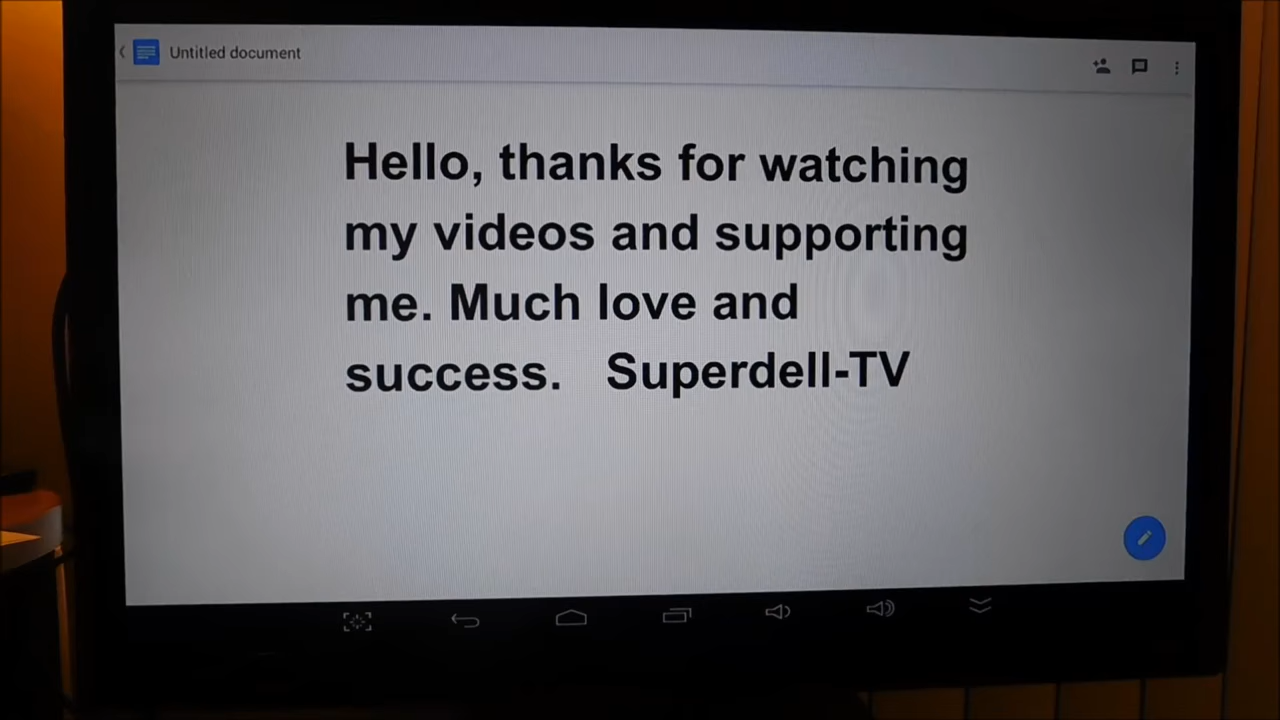 Untitled document
Hello, thanks for watching
my videos and supporting
me. Much love and
success. Superdell-TV